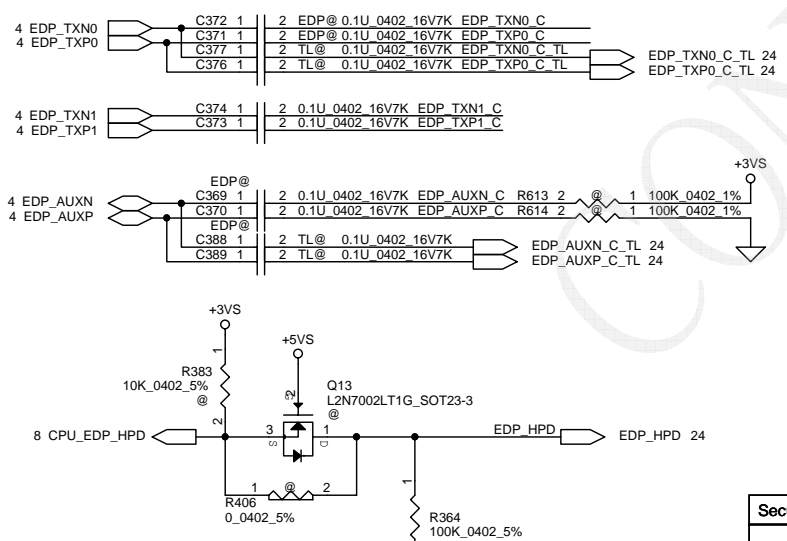 4 EDP_TXN0 C372 1 2 EDP@ 0.1U_0402_16V7K EDP_TXN0_C
4 EDP_TXP0 C371 1 2 EDP@ 0.1U_0402_16V7K EDP_TXP0_C
C377 1 2 TL@ 0.1U_0402_16V7K EDP_TXN0_C_TL EDP_TXN0_C_TL 24
C376 1 2 TL@ 0.1U_0402_16V7K EDP_TXP0_C_TL EDP_TXP0_C_TL 24
4 EDP_TXN1 C374 1 2 0.1U_0402_16V7K EDP_TXN1_C
4 EDP_TXP1 C373 1 2 0.1U_0402_16V7K EDP_TXP1_C
+3VS
EDP@
4 EDP_AUXN C369 1 2 0.1U_0402_16V7K EDP_AUXN_C R613 2 @ 1 100K_0402_1%
4 EDP_AUXP C370 1 2 0.1U_0402_16V7K EDP_AUXP_C R614 2 @ 1 100K_0402_1%
EDP@
C388 1 2 TL@ 0.1U_0402_16V7K EDP_AUXN_C_TL 24
C389 1 2 TL@ 0.1U_0402_16V7K EDP_AUXP_C_TL 24
+3VS
+5VS
1
R383
10K_0402_5%
@
2
2
G
Q13
L2N7002LT1G_SOT23-3
@
8 CPU_EDP_HPD 3 S 1 D EDP_HPD EDP_HPD 24
1 @ 2
R406
0_0402_5%
1
R364
100K_0402_5%
CON